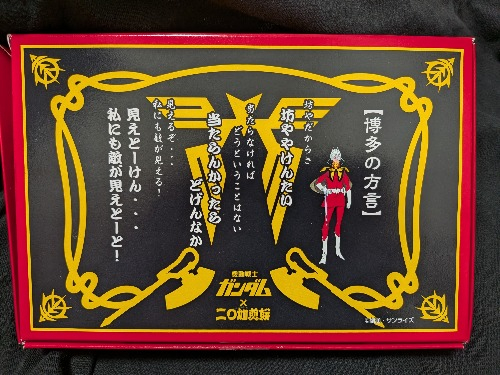 【博多の方言】
坊やだからさ
坊ややけんたい
当たらなければ
どうということはない
当たらんかったら
どげんなか
見えるぞ・・・
私にも敵が見える！
見えとーけん・・・
私にも敵が見えとーと！
機動戦士
ガンダム
×
二〇加煎餅
©創通・サンライズ